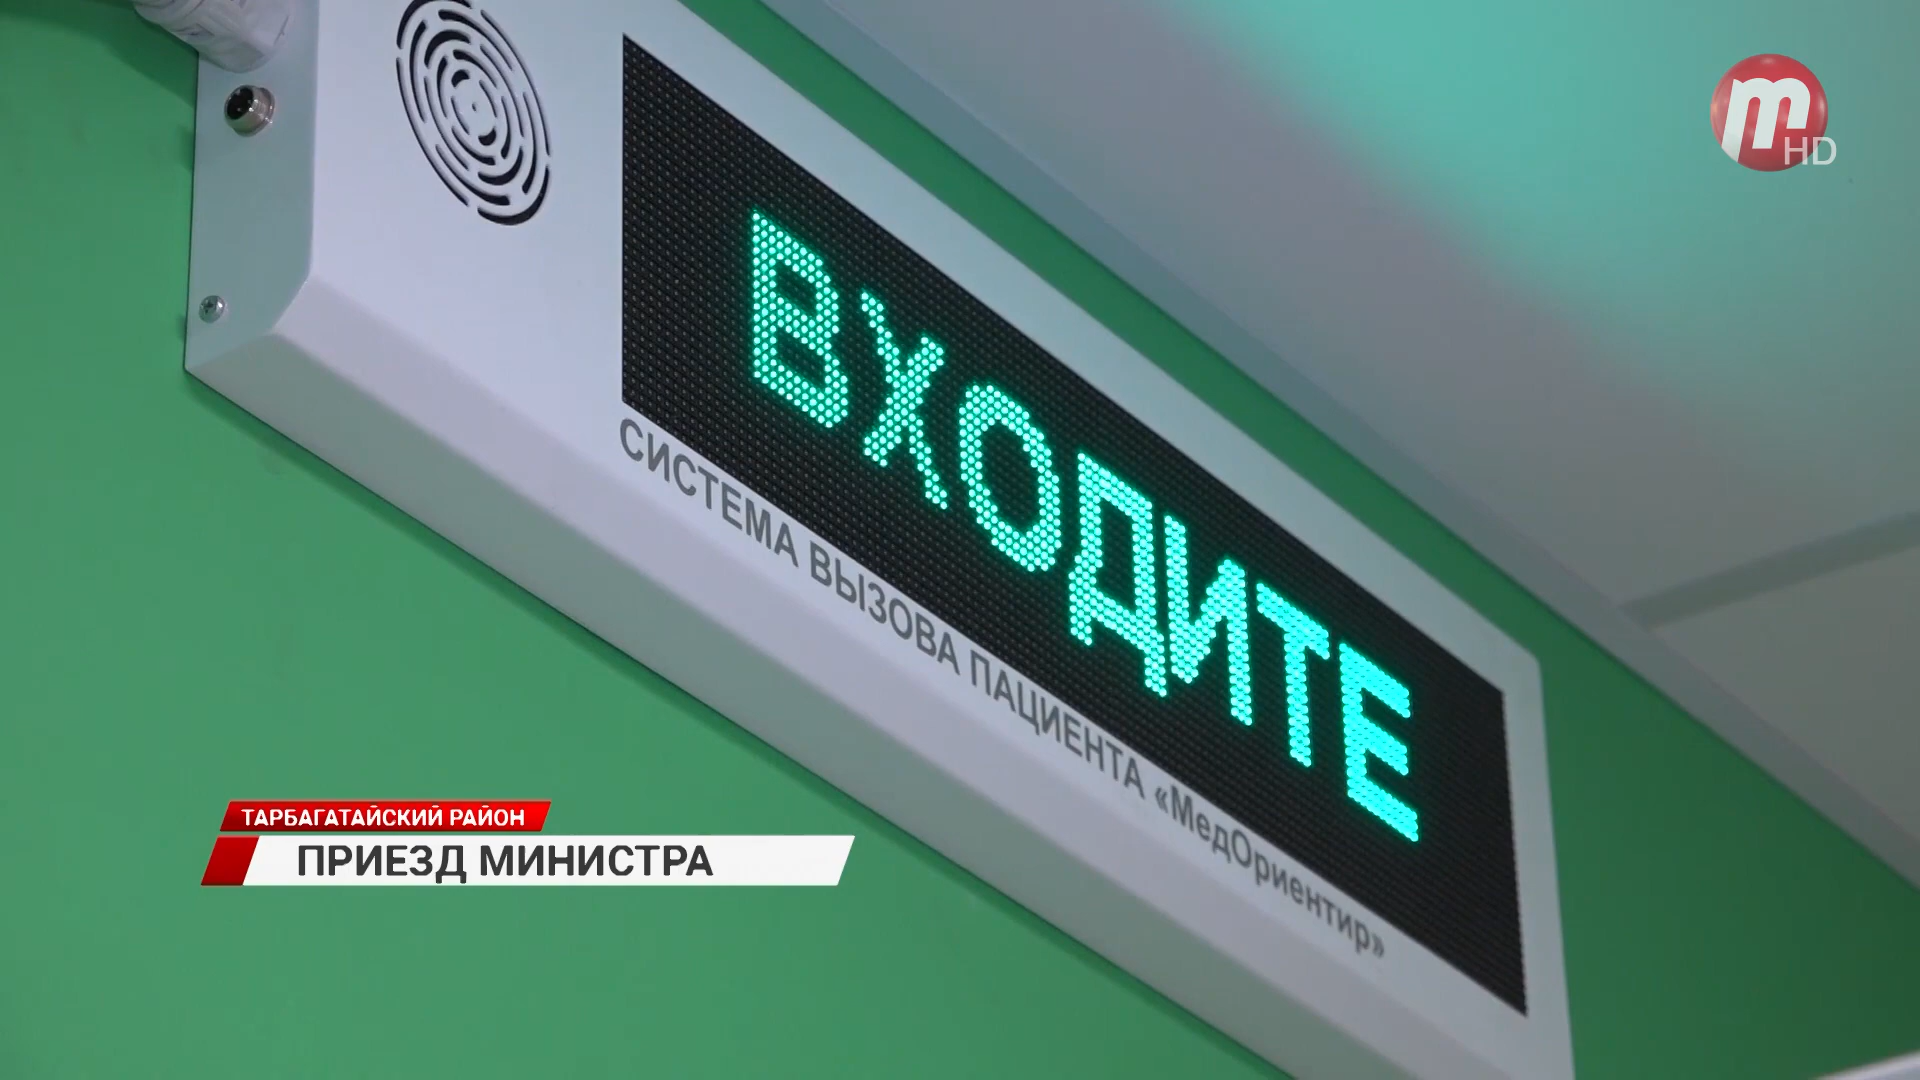 m HD
ВХОДИТЕ
СИСТЕМА ВЫЗОВА ПАЦИЕНТА «МедОриентир»
ТАРБАГАТАЙСКИЙ РАЙОН
ПРИЕЗД МИНИСТРА